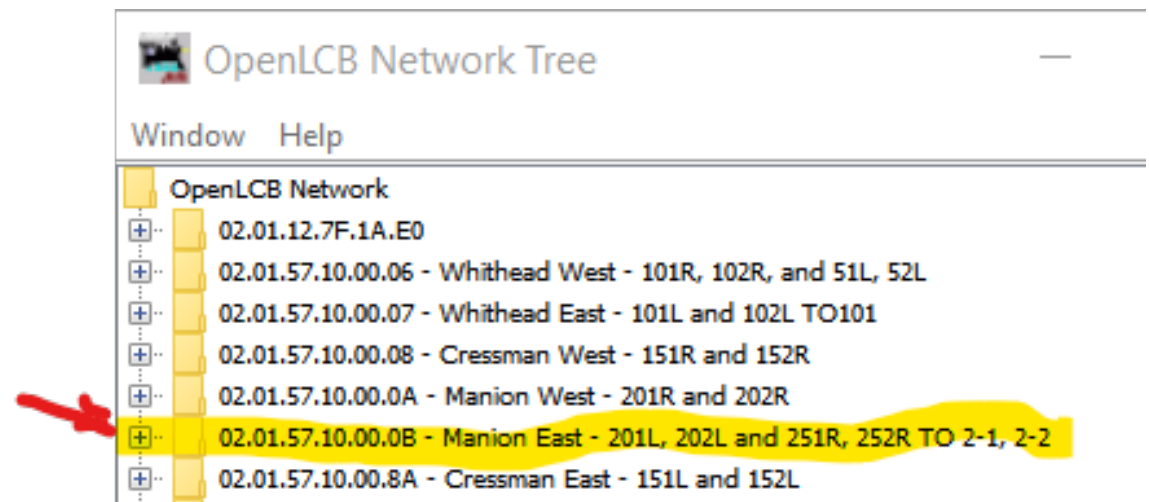 OpenLCB Network Tree
Window Help
OpenLCB Network
02.01.12.7F.1A.E0
02.01.57.10.00.06 - Whithead West - 101R, 102R, and 51L, 52L
02.01.57.10.00.07 - Whithead East - 101L and 102L TO101
02.01.57.10.00.08 - Cressman West - 151R and 152R
02.01.57.10.00.0A - Manion West - 201R and 202R
02.01.57.10.00.0B - Manion East - 201L, 202L and 251R, 252R TO 2-1, 2-2
02.01.57.10.00.8A - Cressman East - 151L and 152L